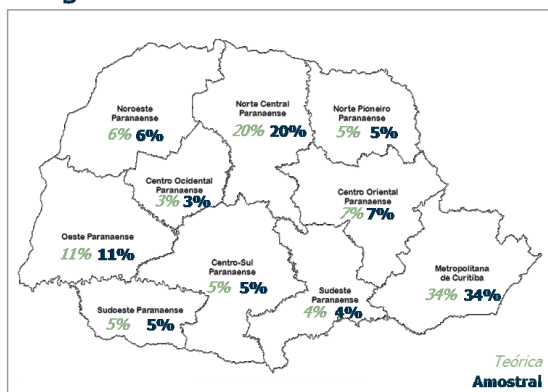 Noroeste
Paranaense
6% 6%
Norte Central
Paranaense
20% 20%
Norte Pioneiro
Paranaense
5% 5%
Centro Ocidental
Paranaense
3% 3%
Centro Oriental
Paranaense
7% 7%
Oeste Paranaense
11% 11%
Centro-Sul
Paranaense
5% 5%
Sudeste
Paranaense
4% 4%
Metropolitana
de Curitiba
34% 34%
Sudoeste Paranaense
5% 5%
Teórica
Amostral